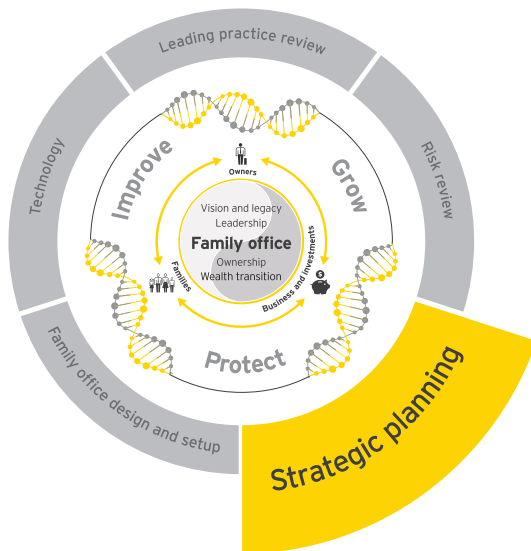 Leading practice review
Technology
Risk review
Improve
Grow
Owners
Vision and legacy
Leadership
Family office
Ownership
Wealth transition
Families
Business and investments
$
Protect
Family office design and setup
Strategic planning